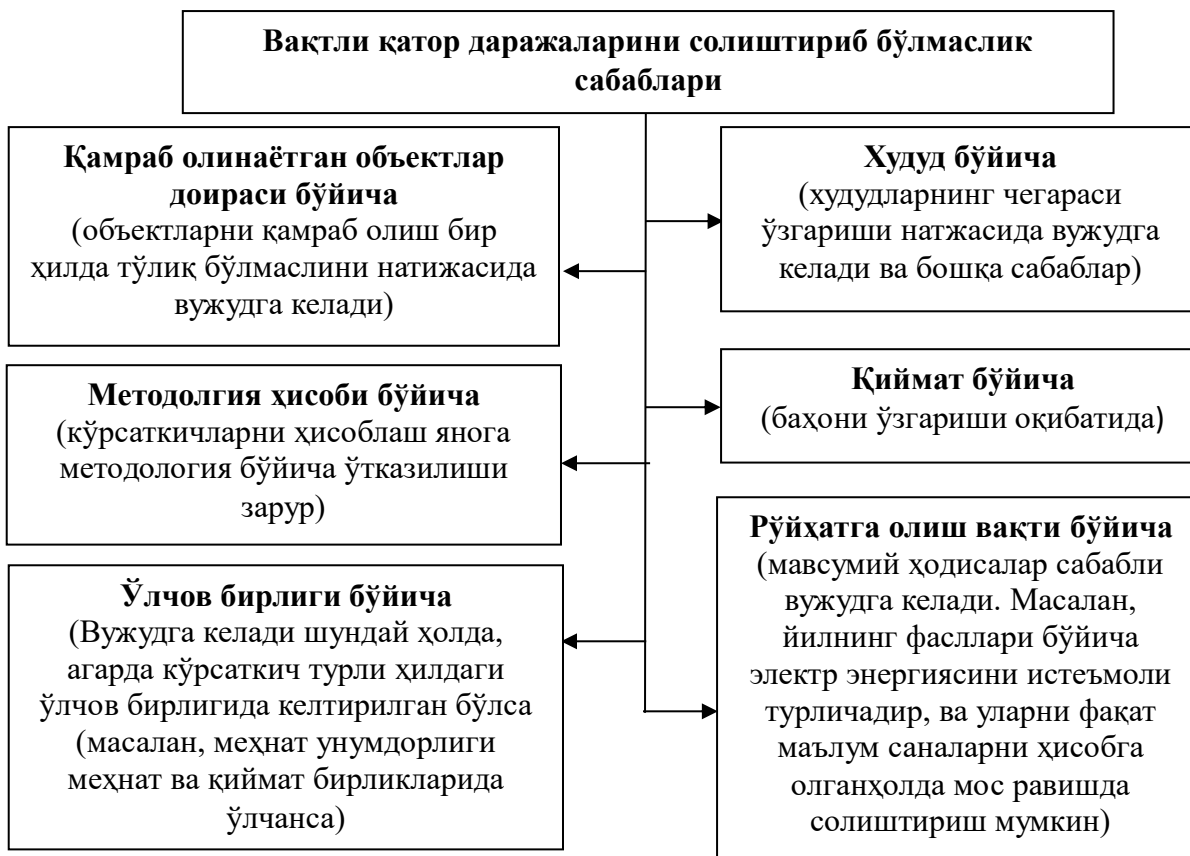 Вақтли қатор даражаларини солиштириб бўлмаслик
сабаблари
Қамраб олинаётган объектлар
доираси бўйича
(объектларни қамраб олиш бир
ҳилда тўлиқ бўлмаслини натижасида
вужудга келади)
Худуд бўйича
(худудларнинг чегараси
ўзгариши натжасида вужудга
келади ва бошқа сабаблар)
Методолгия ҳисоби бўйича
(кўрсаткичларни ҳисоблаш янога
методология бўйича ўтказилиши
зарур)
Қиймат бўйича
(баҳони ўзгариши оқибатида)
Ўлчов бирлиги бўйича
(Вужудга келади шундай ҳолда,
агарда кўрсаткич турли ҳилдаги
ўлчов бирлигида келтирилган бўлса
(масалан, меҳнат унумдорлиги
меҳнат ва қиймат бирликларида
ўлчанса)
Рўйҳатга олиш вақти бўйича
(мавсумий ҳодисалар сабабли
вужудга келади. Масалан,
йилнинг фасллари бўйича
электр энергиясини истеъмоли
турличадир, ва уларни фақат
маълум саналарни ҳисобга
олганҳолда мос равишда
солиштириш мумкин)